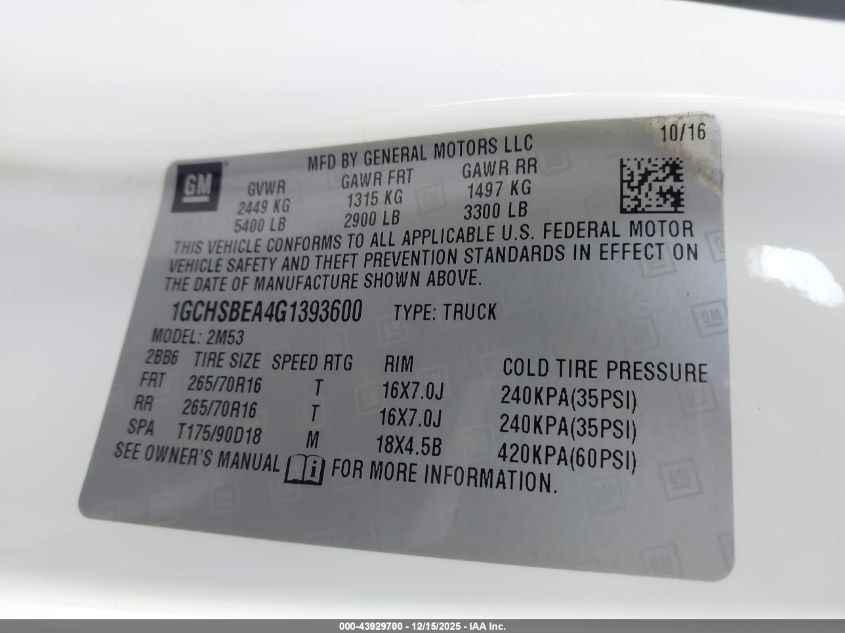 10/16
GM
MFD BY GENERAL MOTORS LLC
GVWR GAWR FRT GAWR RR
2449 KG 1315 KG 1497 KG
5400 LB 2900 LB 3300 LB
THIS VEHICLE CONFORMS TO ALL APPLICABLE U.S. FEDERAL MOTOR
VEHICLE SAFETY AND THEFT PREVENTION STANDARDS IN EFFECT ON
THE DATE OF MANUFACTURE SHOWN ABOVE.
1GCHSBEA4G1393600 TYPE: TRUCK
MODEL: 2M53
2BB6 TIRE SIZE SPEED RTG RIM COLD TIRE PRESSURE
FRT 265/70R16 T 16X7.0J 240KPA(35PSI)
RR 265/70R16 T 16X7.0J 240KPA(35PSI)
SPA T175/90D18 M 18X4.5B 420KPA(60PSI)
SEE OWNER'S MANUAL FOR MORE INFORMATION.
000-43929700 - 12/15/2025 - IAA Inc.